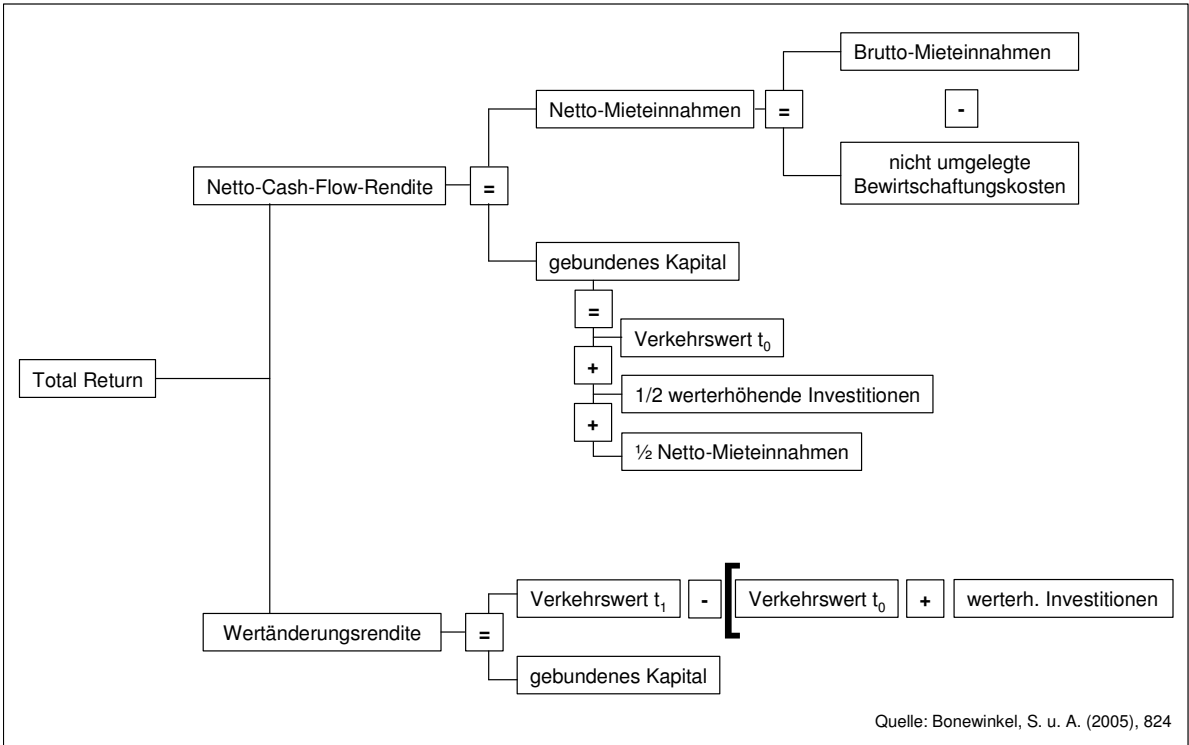 Brutto-Mieteinnahmen
Netto-Mieteinnahmen
=
-
nicht umgelegte
Bewirtschaftungskosten
Netto-Cash-Flow-Rendite
=
gebundenes Kapital
=
Verkehrswert t₀
+
1/2 werterhöhende Investitionen
+
½ Netto-Mieteinnahmen
Total Return
Verkehrswert t₁ - [ Verkehrswert t₀ + werterh. Investitionen
Wertänderungsrendite
=
gebundenes Kapital
Quelle: Bonewinkel, S. u. A. (2005), 824